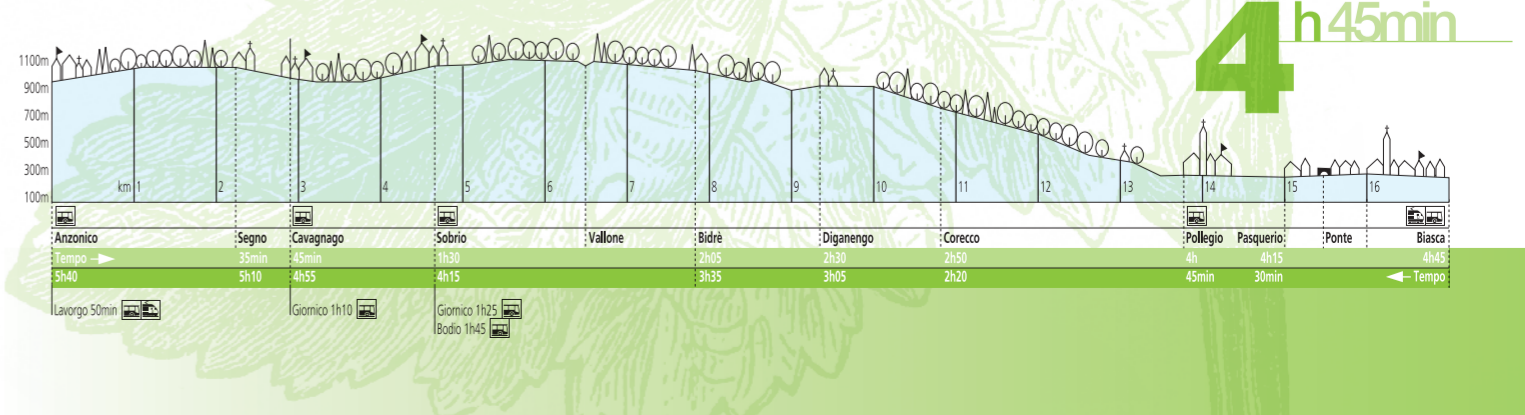 4 h 45min
1100m
900m
700m
500m
300m
100m
km 1 2 3 4 5 6 7 8 9 10 11 12 13 14 15 16
Anzonico Segno Cavagnago Sobrio Vallone Bidrè Diganengo Corecco Pollegio Pasquerio Ponte Biasca
Tempo 35min 45min 1h30 2h05 2h30 2h50 4h 4h15 4h45
5h40 5h10 4h55 4h15 3h35 3h05 2h20 45min 30min Tempo
Lavorgo 50min Giornico 1h10 Giornico 1h25
Bodio 1h45